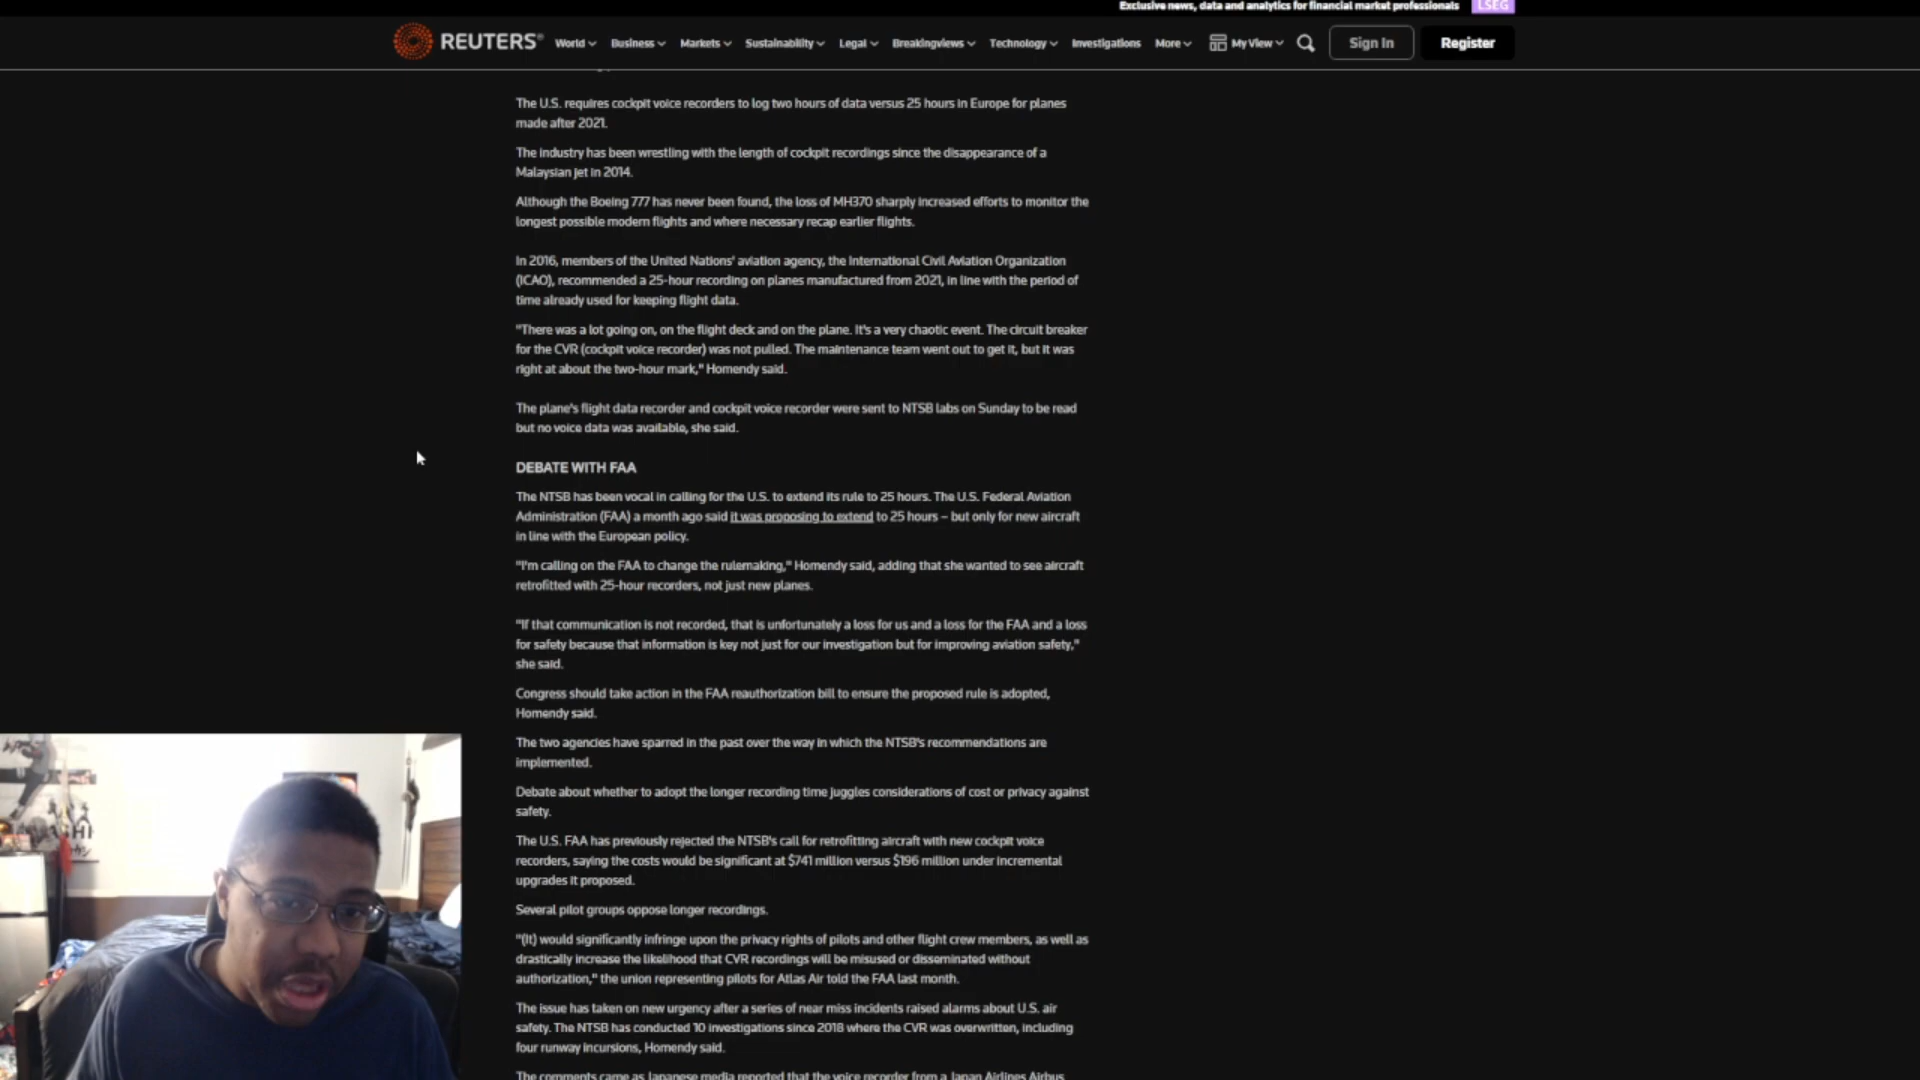 Exclusive news, data and analytics for financial market professionals LSEG
REUTERS® World Business Markets Sustainability Legal Breakingviews Technology Investigations More My View Sign In Register
The U.S. requires cockpit voice recorders to log two hours of data versus 25 hours in Europe for planes
made after 2021.
The industry has been wrestling with the length of cockpit recordings since the disappearance of a
Malaysian jet in 2014.
Although the Boeing 777 has never been found, the loss of MH370 sharply increased efforts to monitor the
longest possible modern flights and where necessary recap earlier flights.
In 2016, members of the United Nations' aviation agency, the International Civil Aviation Organization
(ICAO), recommended a 25-hour recording on planes manufactured from 2021, in line with the period of
time already used for keeping flight data.
"There was a lot going on, on the flight deck and on the plane. It's a very chaotic event. The circuit breaker
for the CVR (cockpit voice recorder) was not pulled. The maintenance team went out to get it, but it was
right at about the two-hour mark," Homendy said.
The plane's flight data recorder and cockpit voice recorder were sent to NTSB labs on Sunday to be read
but no voice data was available, she said.
DEBATE WITH FAA
The NTSB has been vocal in calling for the U.S. to extend its rule to 25 hours. The U.S. Federal Aviation
Administration (FAA) a month ago said it was proposing to extend to 25 hours – but only for new aircraft
in line with the European policy.
"I'm calling on the FAA to change the rulemaking," Homendy said, adding that she wanted to see aircraft
retrofitted with 25-hour recorders, not just new planes.
"If that communication is not recorded, that is unfortunately a loss for us and a loss for the FAA and a loss
for safety because that information is key not just for our investigation but for improving aviation safety,"
she said.
Congress should take action in the FAA reauthorization bill to ensure the proposed rule is adopted,
Homendy said.
The two agencies have sparred in the past over the way in which the NTSB's recommendations are
implemented.
Debate about whether to adopt the longer recording time juggles considerations of cost or privacy against
safety.
The U.S. FAA has previously rejected the NTSB's call for retrofitting aircraft with new cockpit voice
recorders, saying the costs would be significant at $741 million versus $196 million under incremental
upgrades it proposed.
Several pilot groups oppose longer recordings.
"(It) would significantly infringe upon the privacy rights of pilots and other flight crew members, as well as
drastically increase the likelihood that CVR recordings will be misused or disseminated without
authorization," the union representing pilots for Atlas Air told the FAA last month.
The issue has taken on new urgency after a series of near miss incidents raised alarms about U.S. air
safety. The NTSB has conducted 10 investigations since 2018 where the CVR was overwritten, including
four runway incursions, Homendy said.
The comments came as Japanese media reported that the voice recorder from a Japan Airlines Airbus